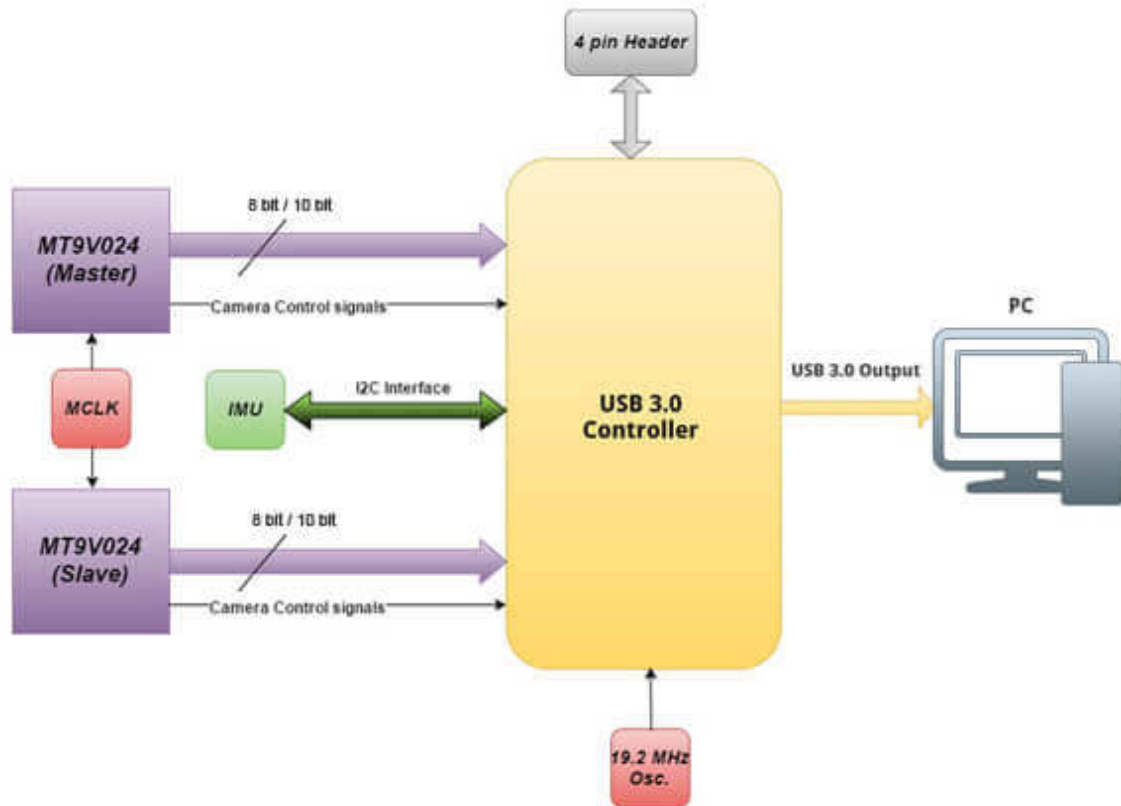 4 pin Header
8 bit / 10 bit
MT9V024
(Master)
Camera Control signals
PC
USB 3.0 Output
MCLK
IMU
I2C Interface
USB 3.0
Controller
8 bit / 10 bit
MT9V024
(Slave)
Camera Control signals
19.2 MHz
Osc.